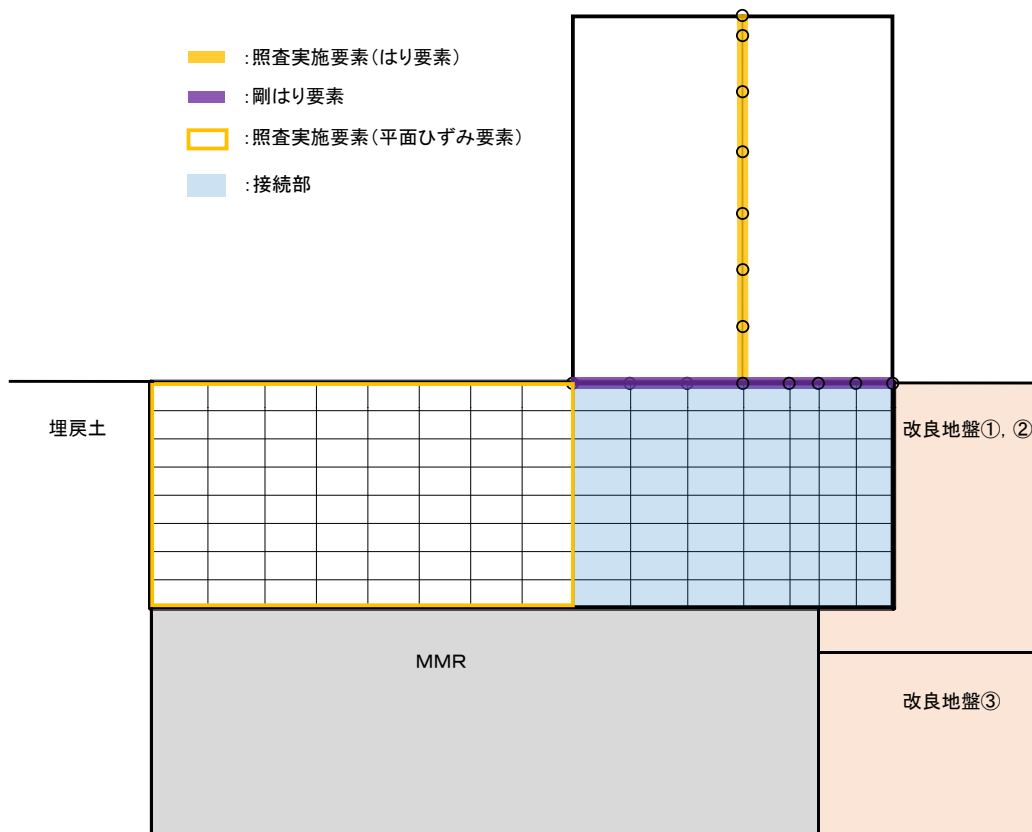 :照査実施要素(はり要素)
:剛はり要素
:照査実施要素(平面ひずみ要素)
:接続部
埋戻土
改良地盤①, ②
MMR
改良地盤③